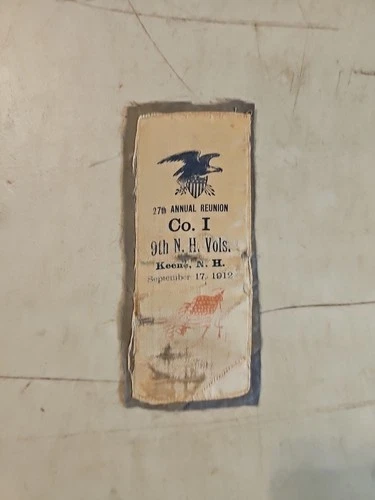 27th ANNUAL REUNION
Co. I
9th N. H. Vols.
Keene, N. H.
September 17, 1912